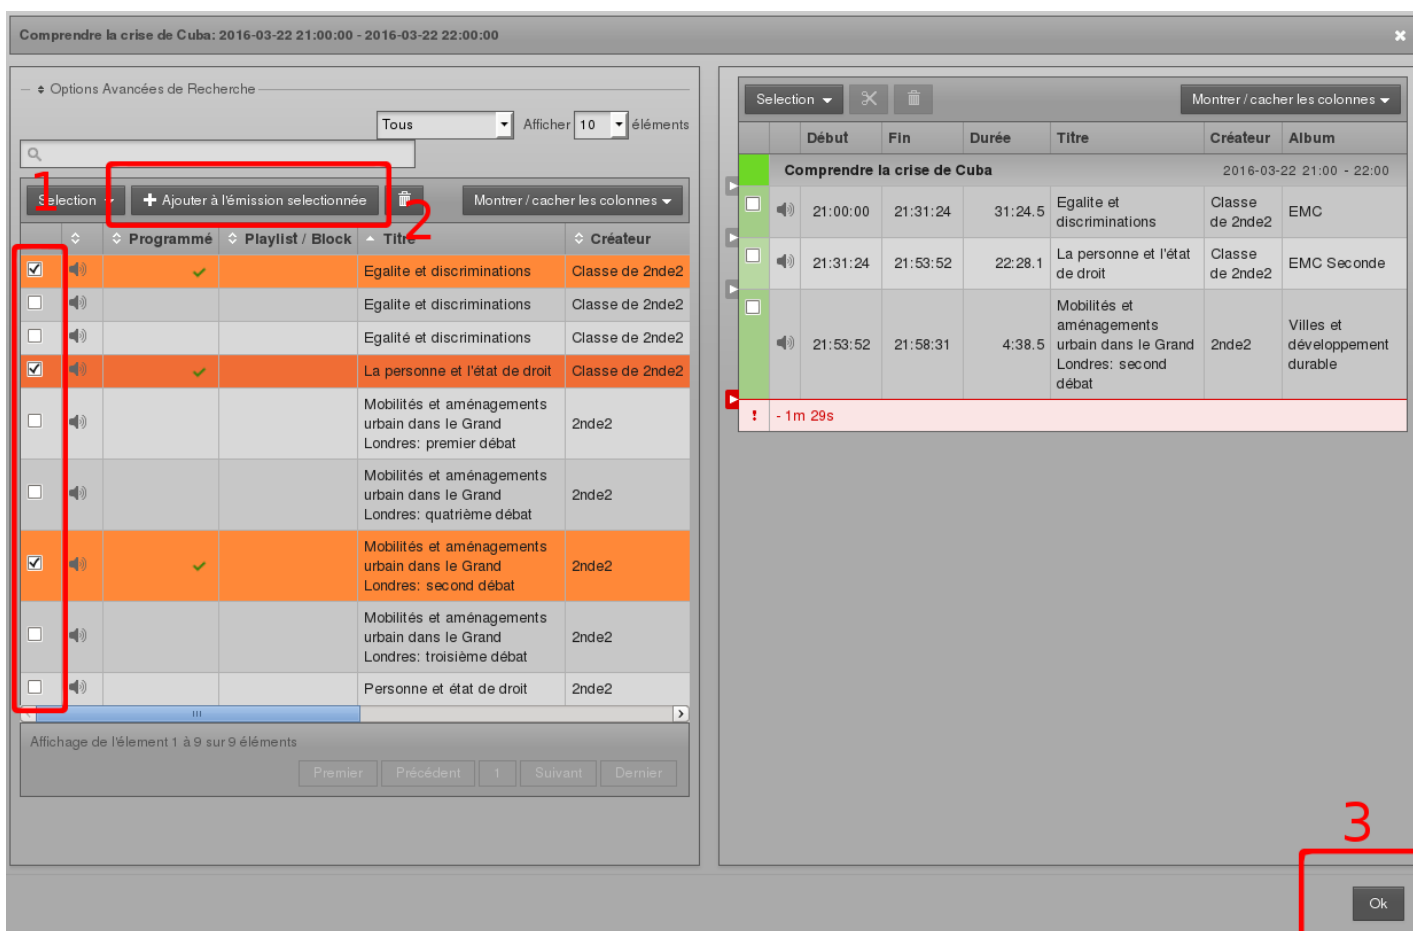 Comprendre la crise de Cuba: 2016-03-22 21:00:00 - 2016-03-22 22:00:00
Options Avancées de Recherche
Tous Afficher 10 éléments
1 2
Selection Ajouter à l'émission selectionnée Montrer / cacher les colonnes
Programmé Playlist / Block Titre Créateur
Egalite et discriminations Classe de 2nde2
Egalite et discriminations Classe de 2nde2
Egalité et discriminations Classe de 2nde2
La personne et l'état de droit Classe de 2nde2
Mobilités et aménagements
urbain dans le Grand 2nde2
Londres: premier débat
Mobilités et aménagements
urbain dans le Grand 2nde2
Londres: quatrième débat
Mobilités et aménagements
urbain dans le Grand 2nde2
Londres: second débat
Mobilités et aménagements
urbain dans le Grand 2nde2
Londres: troisième débat
Personne et état de droit 2nde2
Affichage de l'élement 1 à 9 sur 9 éléments
Premier Précédent 1 Suivant Dernier
Selection Montrer / cacher les colonnes
Début Fin Durée Titre Créateur Album
Comprendre la crise de Cuba 2016-03-22 21:00 - 22:00
21:00:00 21:31:24 31:24.5 Egalite et discriminations Classe de 2nde2 EMC
21:31:24 21:53:52 22:28.1 La personne et l'état de droit Classe de 2nde2 EMC Seconde
Mobilités et
aménagements Villes et
21:53:52 21:58:31 4:38.5 urbain dans le Grand 2nde2 développement
Londres: second durable
débat
! - 1m 29s
3
Ok